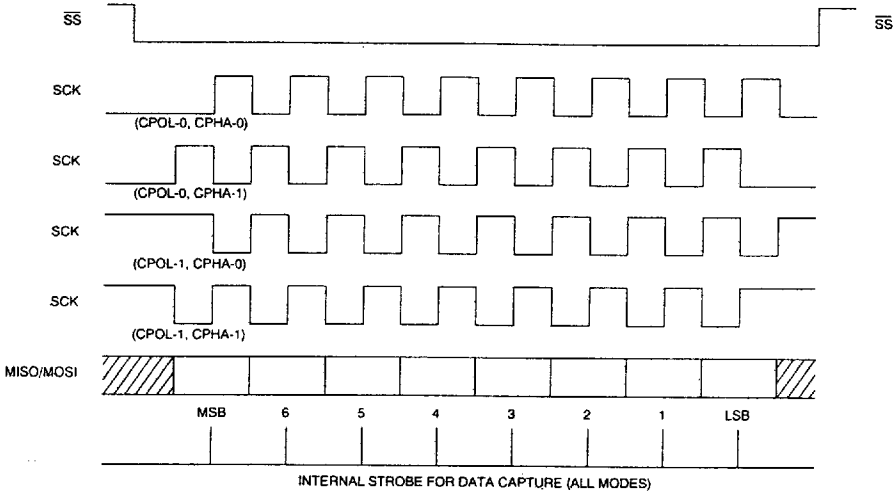 SS SS
SCK
(CPOL-0, CPHA-0)
SCK
(CPOL-0, CPHA-1)
SCK
(CPOL-1, CPHA-0)
SCK
(CPOL-1, CPHA-1)
MISO/MOSI
MSB 6 5 4 3 2 1 LSB
INTERNAL STROBE FOR DATA CAPTURE (ALL MODES)